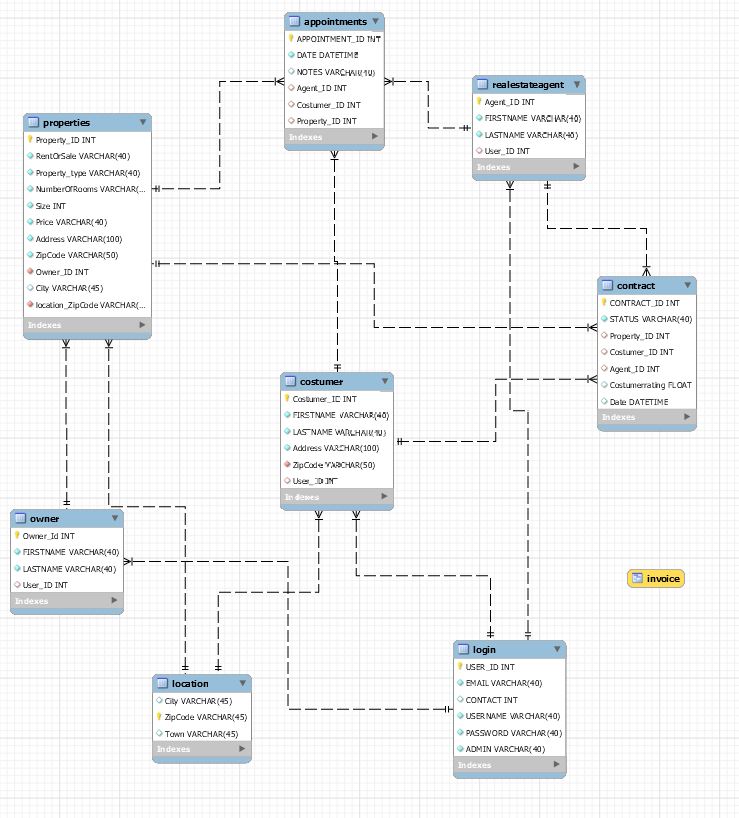 appointments
APPOINTMENT_ID INT
DATE DATETIME
NOTES VARCHAR(40)
Agent_ID INT
Costumer_ID INT
Property_ID INT
Indexes
realestateagent
Agent_ID INT
FIRSTNAME VARCHAR(40)
LASTNAME VARCHAR(40)
User_ID INT
Indexes
properties
Property_ID INT
RentOrSale VARCHAR(40)
Property_type VARCHAR(40)
NumberOfRooms VARCHAR(...
Size INT
Price VARCHAR(40)
Address VARCHAR(100)
ZipCode VARCHAR(50)
Owner_ID INT
City VARCHAR(45)
location_ZipCode VARCHAR(...
Indexes
contract
CONTRACT_ID INT
STATUS VARCHAR(40)
Property_ID INT
Costumer_ID INT
Agent_ID INT
Costumerrating FLOAT
Date DATETIME
Indexes
costumer
Costumer_ID INT
FIRSTNAME VARCHAR(40)
LASTNAME VARCHAR(40)
Address VARCHAR(100)
ZipCode VARCHAR(50)
User_ID INT
Indexes
owner
Owner_Id INT
FIRSTNAME VARCHAR(40)
LASTNAME VARCHAR(40)
User_ID INT
Indexes
invoice
login
USER_ID INT
EMAIL VARCHAR(40)
CONTACT INT
USERNAME VARCHAR(40)
PASSWORD VARCHAR(40)
ADMIN VARCHAR(40)
Indexes
location
City VARCHAR(45)
ZipCode VARCHAR(45)
Town VARCHAR(45)
Indexes